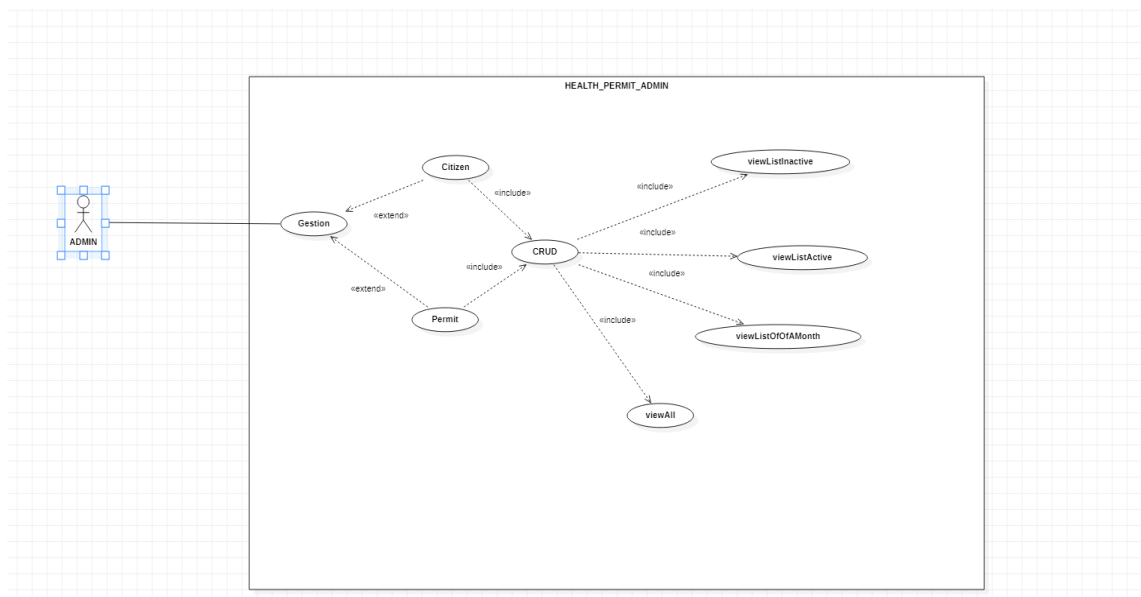 HEALTH_PERMIT_ADMIN
viewListInactive
Citizen
«include»
«include»
«extend»
Gestion
ADMIN
«include»
CRUD
viewListActive
«include»
«include»
«extend»
Permit
«include»
viewListOfOfAMonth
viewAll